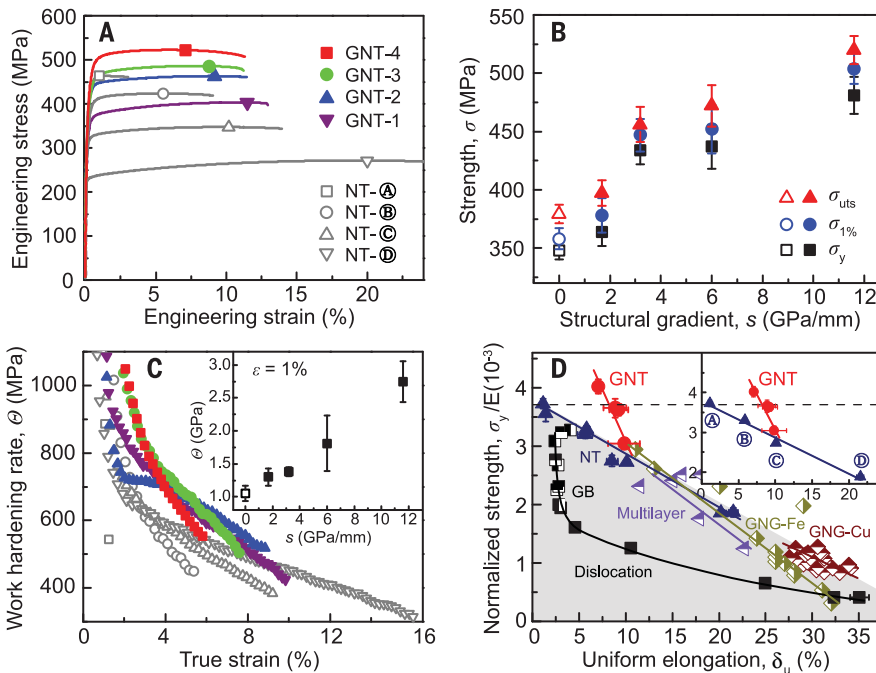 A
Engineering stress (MPa)
600
500
400
300
200
100
0
GNT-4
GNT-3
GNT-2
GNT-1
NT-Ⓐ
NT-Ⓑ
NT-Ⓒ
NT-Ⓓ
0 5 10 15 20
Engineering strain (%)
B
Strength, σ (MPa)
500
450
400
350
σuts
σ1%
σy
0 2 4 6 8 10 12
Structural gradient, s (GPa/mm)
C
Work hardening rate, Θ (MPa)
1000
800
600
400
ε = 1%
Θ (GPa)
3.0
2.5
2.0
1.5
1.0
0 2 4 6 8 10 12
s (GPa/mm)
0 2 4 6 8 10 12 14 16
True strain (%)
D
Normalized strength, σy/E(10⁻³)
5
4
3
2
1
0
GNT
NT
GB
Multilayer
Dislocation
GNG-Fe
GNG-Cu
GNT
Ⓐ
Ⓑ
Ⓒ
Ⓓ
4
3
2
0 5 10 15 20
0 5 10 15 20 25 30 35
Uniform elongation, δu (%)